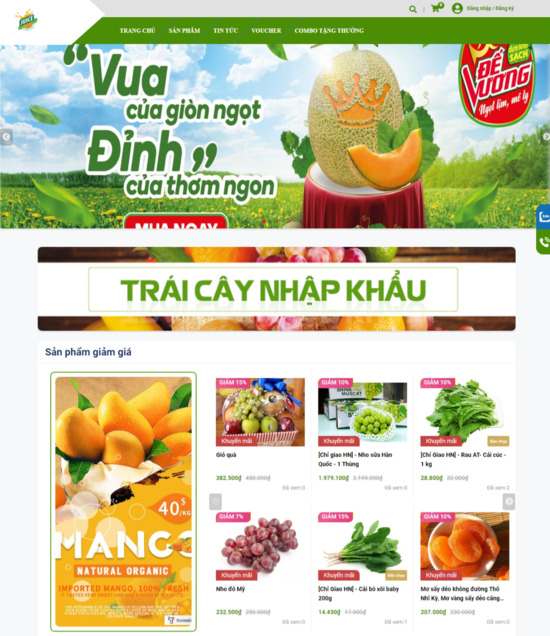 JUICE
0
Đăng nhập / Đăng ký
TRANG CHỦ SẢN PHẨM TIN TỨC VOUCHER COMBO TẶNG THƯỞNG
“Vua
của giòn ngọt
Đỉnh”
của thơm ngon
MUA NGAY
SẠCH
ĐẾ
VƯƠNG
Ngọt lịm, mê ly
TRÁI CÂY NHẬP KHẨU
Sản phẩm giảm giá
40$
/KG
MANGO
NATURAL ORGANIC
IMPORTED MANGO, 100% FRESH
GIẢM 15%
Khuyến mãi
Giỏ quà
382.500₫ 450.000₫
Đã xem:0
GIẢM 10%
MUSCAT
Khuyến mãi
[Chỉ giao HN] - Nho sữa Hàn
Quốc - 1 Thùng
1.979.100₫ 2.199.000₫
Đã xem:0
GIẢM 10%
Khuyến mãi
Bán chạy
[Chỉ Giao HN] - Rau AT- Cải cúc -
1 kg
28.800₫ 32.000₫
Đã xem:2
GIẢM 7%
Khuyến mãi
Nho đỏ Mỹ
232.500₫ 250.000₫
Đã xem:0
GIẢM 15%
Khuyến mãi
Bán chạy
[Chỉ Giao HN] - Cải bó xôi baby
200g
14.450₫ 17.000₫
Đã xem:1
GIẢM 10%
Khuyến mãi
Mơ sấy dẻo không đường Thổ
Nhĩ Kỳ, Mơ vàng sấy dẻo căng...
207.000₫ 230.000₫
Đã xem:0